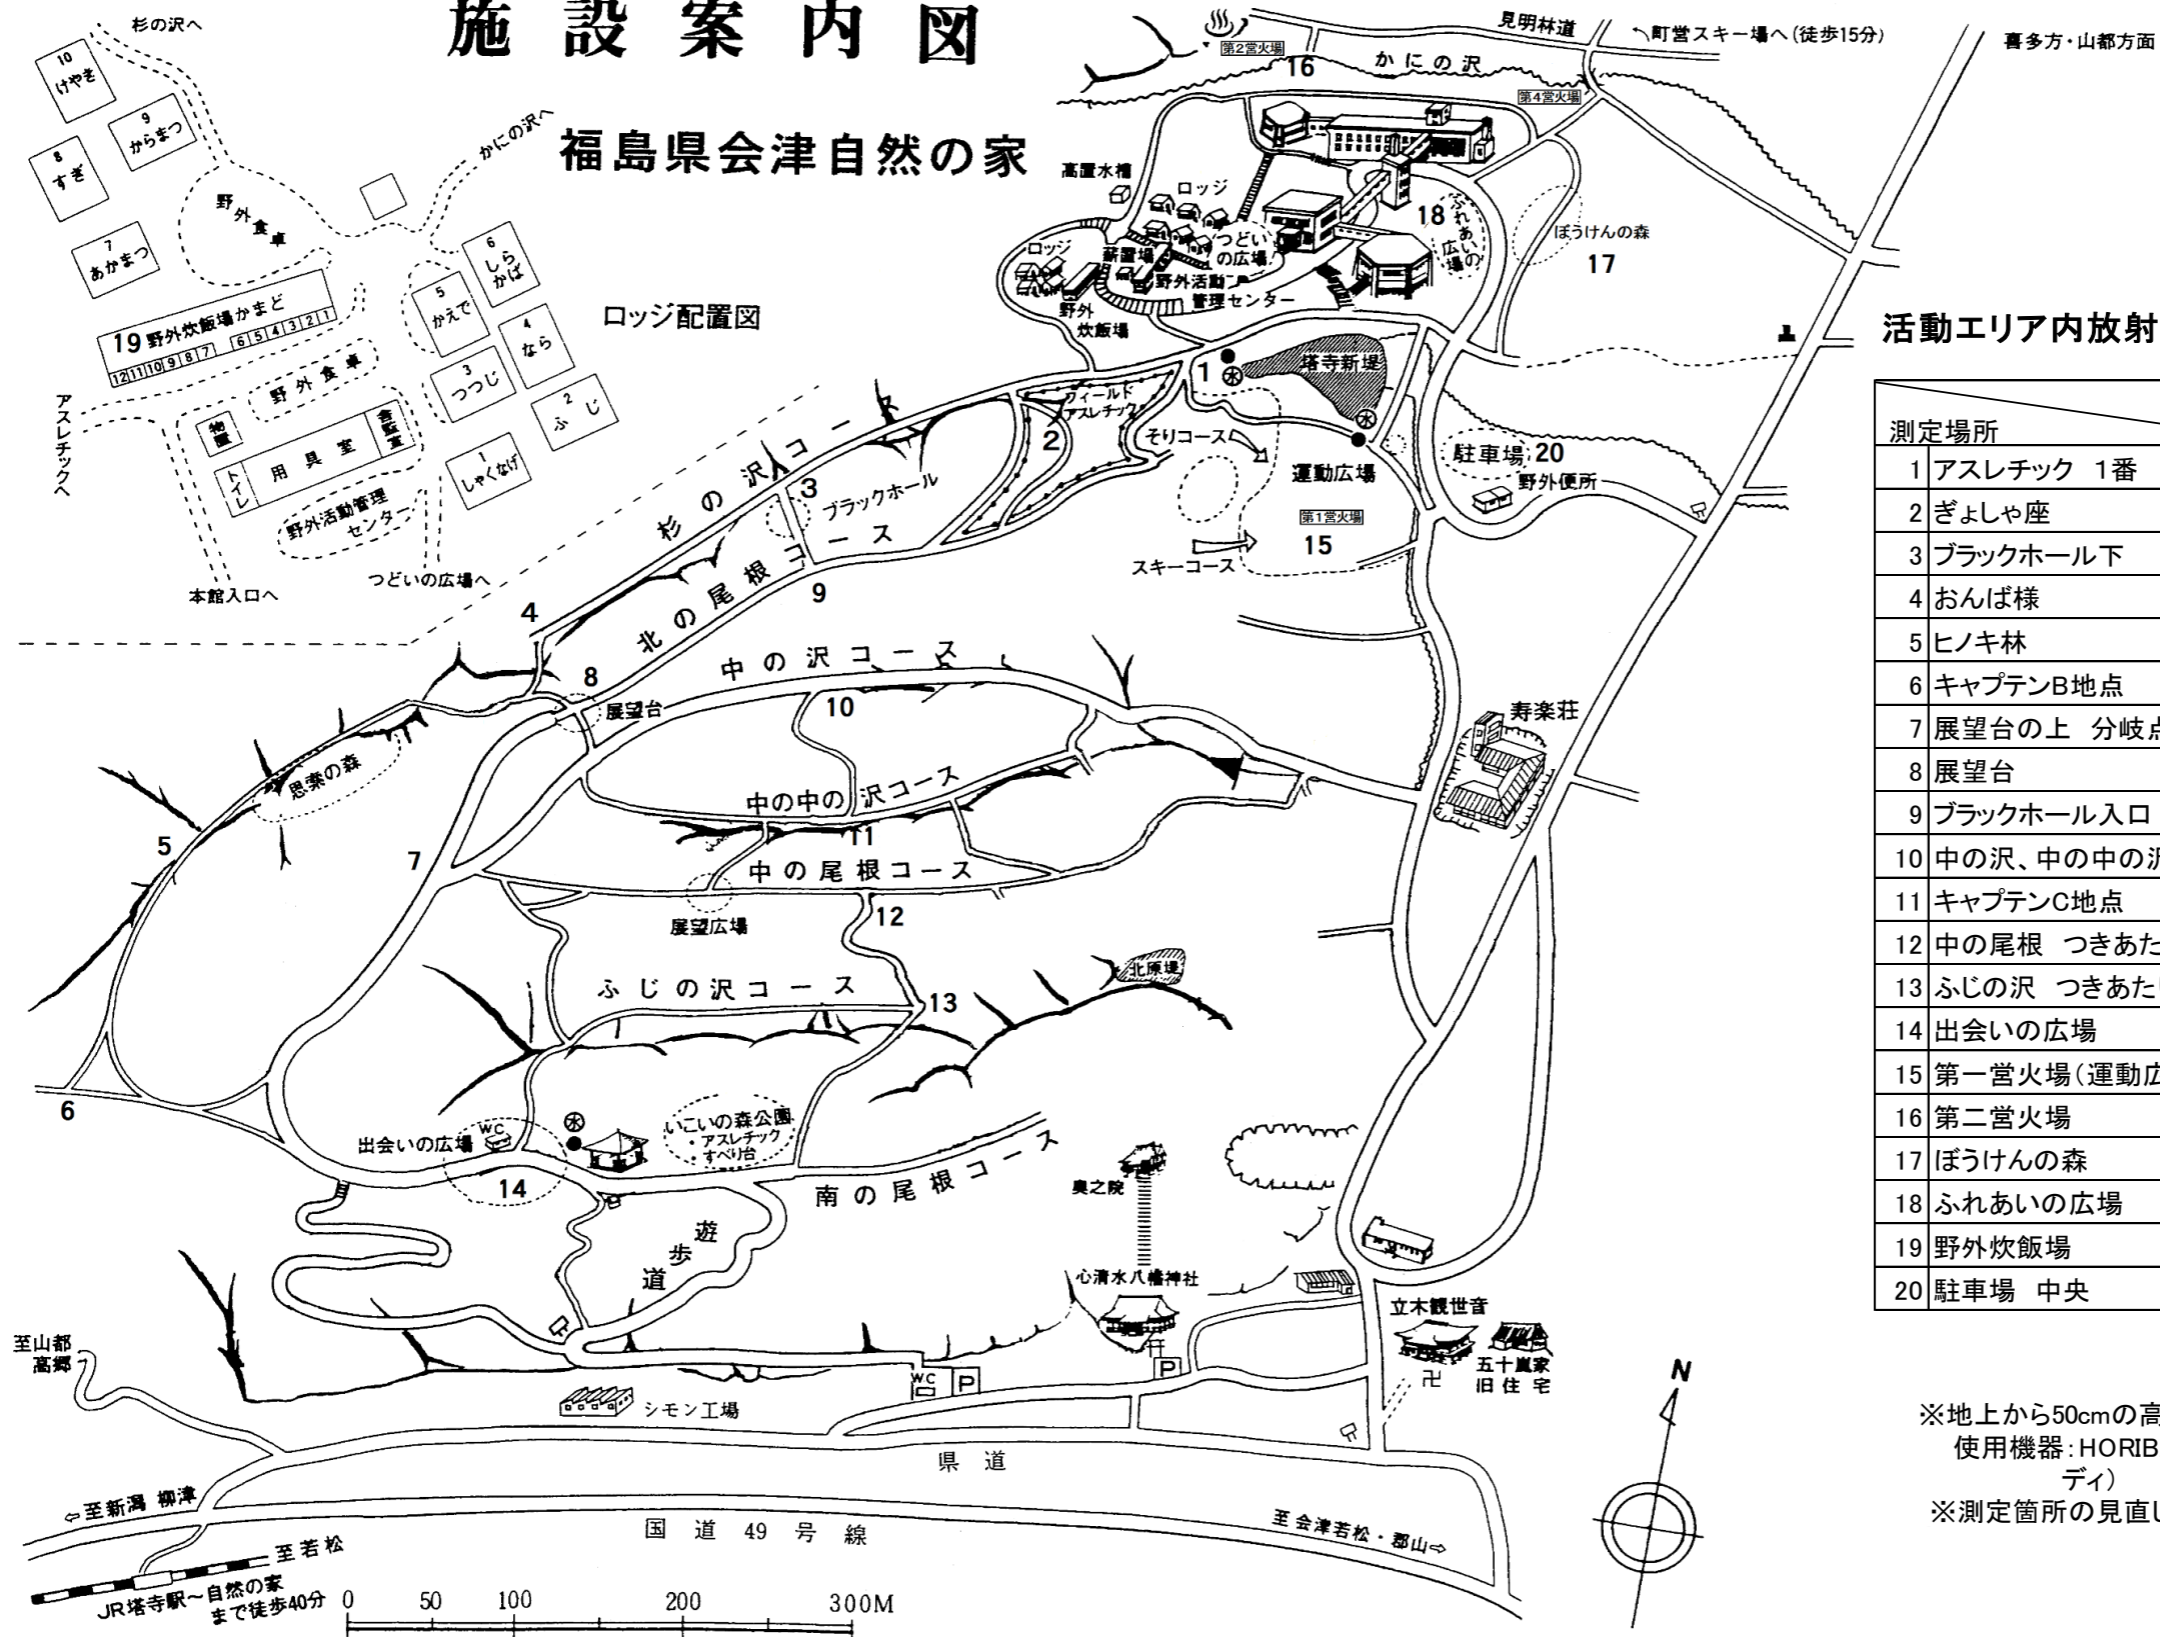 施設案内図
福島県会津自然の家
杉の沢へ
10
けやき
9
からまつ
8
すぎ
7
あかまつ
野外食卓
かにの沢へ
6
しらかば
5
かえで
4
なら
3
つつじ
2
ふじ
1
しゃくなげ
ロッジ配置図
19 野外炊飯場かまど
12 11 10 9 8 7 6 5 4 3 2 1
野外食卓
物置
用具室
トイレ
野外活動管理
センター
アスレチックへ
本館入口へ
つどいの広場へ
第2営火場
16
見明林道
町営スキー場へ(徒歩15分)
喜多方・山都方面
かにの沢
第4営火場
高置水槽
ロッジ
つどい
の広場
18
ふれあいの
広場
ぼうけんの森
17
ロッジ
薪置場
野外活動
管理センター
野外
炊飯場
1
塔寺新堤
フィールド
アスレチック
2
そりコース
運動広場
駐車場
20
野外便所
第1営火場
15
スキーコース
杉の沢コース
3
ブラックホール
北の尾根コース
9
4
8
展望台
中の沢コース
10
中の中の沢コース
11
中の尾根コース
12
展望広場
思索の森
5
7
6
寿楽荘
北原堤
ふじの沢コース
13
出会いの広場
WC
14
いこいの森公園
・アスレチック
・すべり台
南の尾根コース
遊歩道
奥之院
心清水八幡神社
立木観世音
五十嵐家
旧住宅
卍
至山都
高郷
シモン工場
WC
P
P
県道
⇦至新潟 柳津
国道49号線
至会津若松・郡山⇨
至若松
JR塔寺駅~自然の家
まで徒歩40分
0 50 100 200 300M
N
活動エリア内放射
測定場所
1 アスレチック 1番
2 ぎょしゃ座
3 ブラックホール下
4 おんば様
5 ヒノキ林
6 キャプテンB地点
7 展望台の上 分岐点
8 展望台
9 ブラックホール入口
10 中の沢、中の中の沢
11 キャプテンC地点
12 中の尾根 つきあた
13 ふじの沢 つきあたり
14 出会いの広場
15 第一営火場(運動広
16 第二営火場
17 ぼうけんの森
18 ふれあいの広場
19 野外炊飯場
20 駐車場 中央
※地上から50cmの高
使用機器:HORIB
ディ)
※測定箇所の見直し